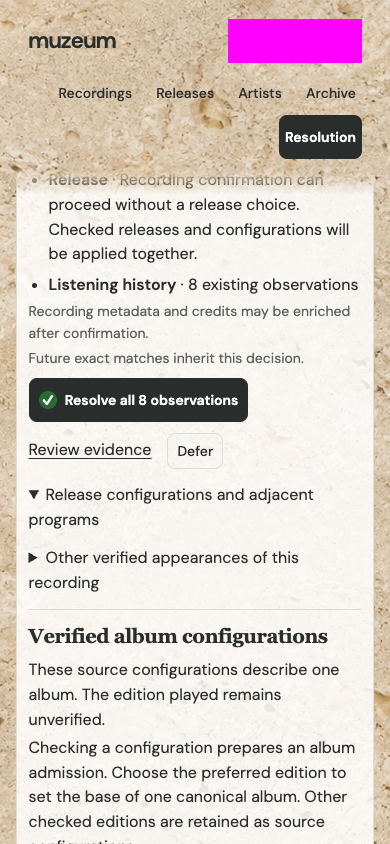 muzeum
Recordings Releases Artists Archive
Resolution
• Release · Recording confirmation can
proceed without a release choice.
Checked releases and configurations will
be applied together.
• Listening history · 8 existing observations
Recording metadata and credits may be enriched
after confirmation.
Future exact matches inherit this decision.
Resolve all 8 observations
Review evidence Defer
▼ Release configurations and adjacent
programs
▶ Other verified appearances of this
recording
Verified album configurations
These source configurations describe one
album. The edition played remains
unverified.
Checking a configuration prepares an album
admission. Choose the preferred edition to
set the base of one canonical album. Other
checked editions are retained as source
configurations.